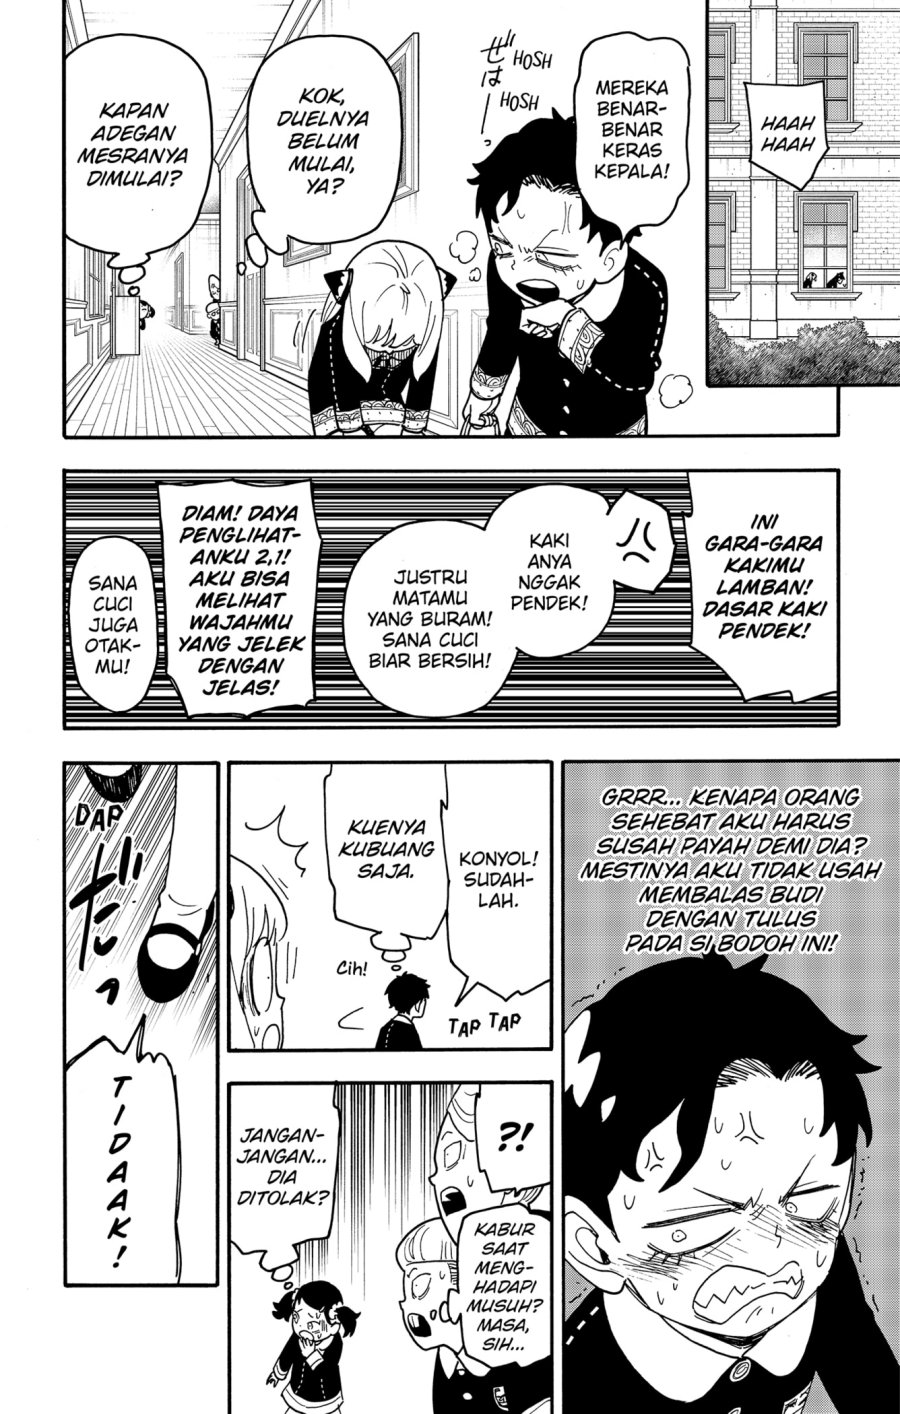 HAAH
HAAH
MEREKA
BENAR-
BENAR
KERAS
KEPALA!
ぜはー
HOSH
HOSH
KOK,
DUELNYA
BELUM
MULAI,
YA?
KAPAN
ADEGAN
MESRANYA
DIMULAI?
INI
GARA-GARA
KAKIMU
LAMBAN!
DASAR KAKI
PENDEK!
KAKI
ANYA
NGGAK
PENDEK!
JUSTRU
MATAMU
YANG BURAM!
SANA CUCI
BIAR BERSIH!
DIAM! DAYA
PENGLIHAT-
ANKU 2,1!
AKU BISA
MELIHAT
WAJAHMU
YANG JELEK
DENGAN
JELAS!
SANA
CUCI
JUGA
OTAK-
MU!
GRRR... KENAPA ORANG
SEHEBAT AKU HARUS
SUSAH PAYAH DEMI DIA?
MESTINYA AKU TIDAK USAH
MEMBALAS BUDI
DENGAN TULUS
PADA SI BODOH INI!
KONYOL!
SUDAH-
LAH.
KUENYA
KUBUANG
SAJA.
Cih!
TAP TAP
?!
KABUR
SAAT
MENG-
HADAPI
MUSUH?
MASA,
SIH...
JANGAN-
JANGAN...
DIA
DITOLAK?
DAP
TIDAAK!